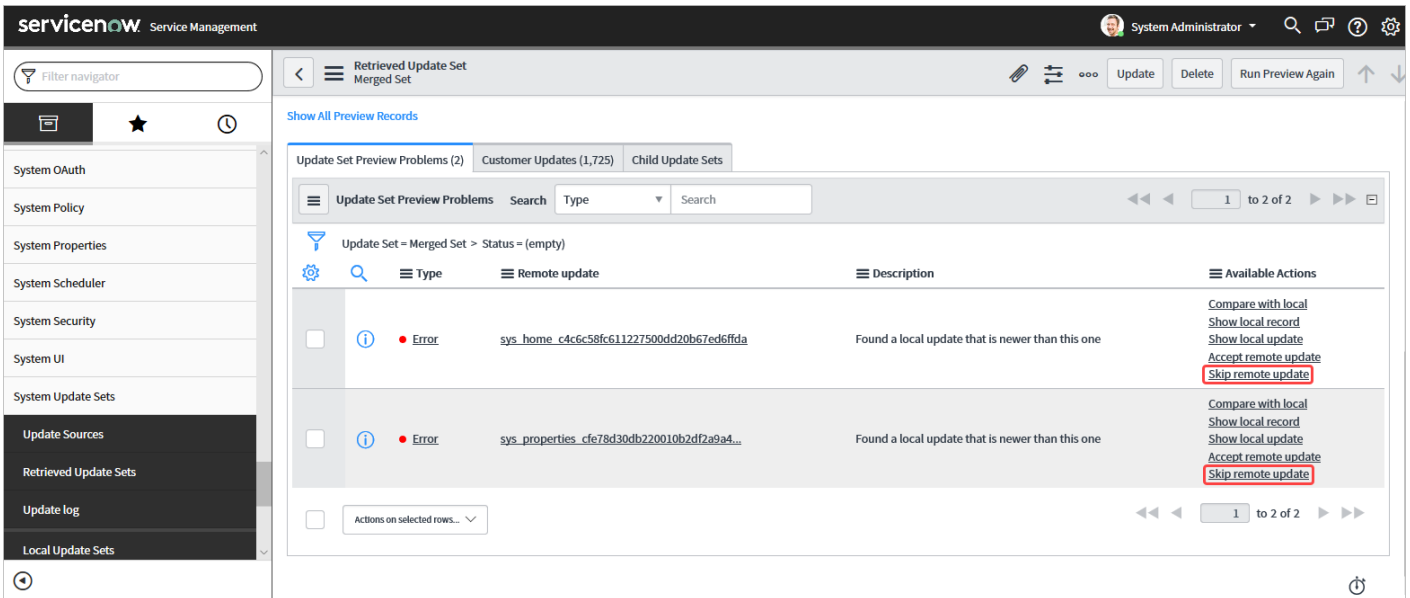 servicenow. Service Management
System Administrator
Filter navigator
Retrieved Update Set
Merged Set
Update
Delete
Run Preview Again
Show All Preview Records
System OAuth
System Policy
System Properties
System Scheduler
System Security
System UI
System Update Sets
Update Sources
Retrieved Update Sets
Update log
Local Update Sets
Update Set Preview Problems (2)
Customer Updates (1,725)
Child Update Sets
Update Set Preview Problems Search Type Search 1 to 2 of 2
Update Set = Merged Set > Status = (empty)
Type Remote update Description Available Actions
Error sys_home_c4c6c58fc611227500dd20b67ed6ffda Found a local update that is newer than this one
Compare with local
Show local record
Show local update
Accept remote update
Skip remote update
Error sys_properties_cfe78d30db220010b2df2a9a4... Found a local update that is newer than this one
Compare with local
Show local record
Show local update
Accept remote update
Skip remote update
Actions on selected rows... 1 to 2 of 2